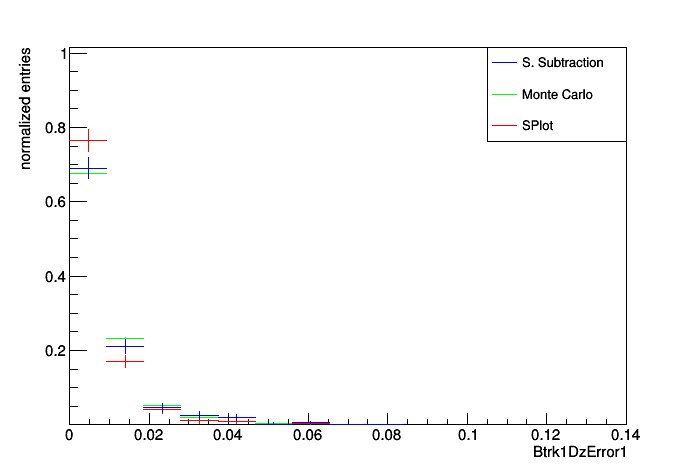 normalized entries
1
0.8
0.6
0.4
0.2
0 0.02 0.04 0.06 0.08 0.1 0.12 0.14
Btrk1DzError1
S. Subtraction
Monte Carlo
SPlot